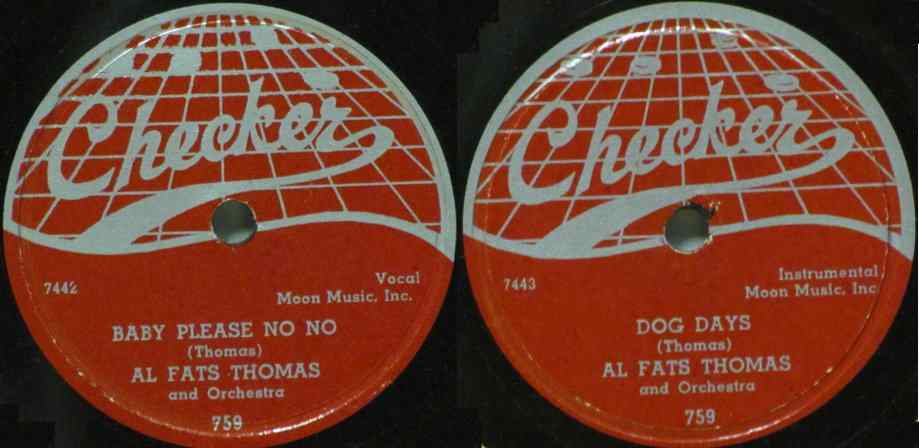 Checker
7442
Vocal
Moon Music, Inc.
BABY PLEASE NO NO
(Thomas)
AL FATS THOMAS
and Orchestra
759
Checker
7443
Instrumental
Moon Music, Inc
DOG DAYS
(Thomas)
AL FATS THOMAS
and Orchestra
759